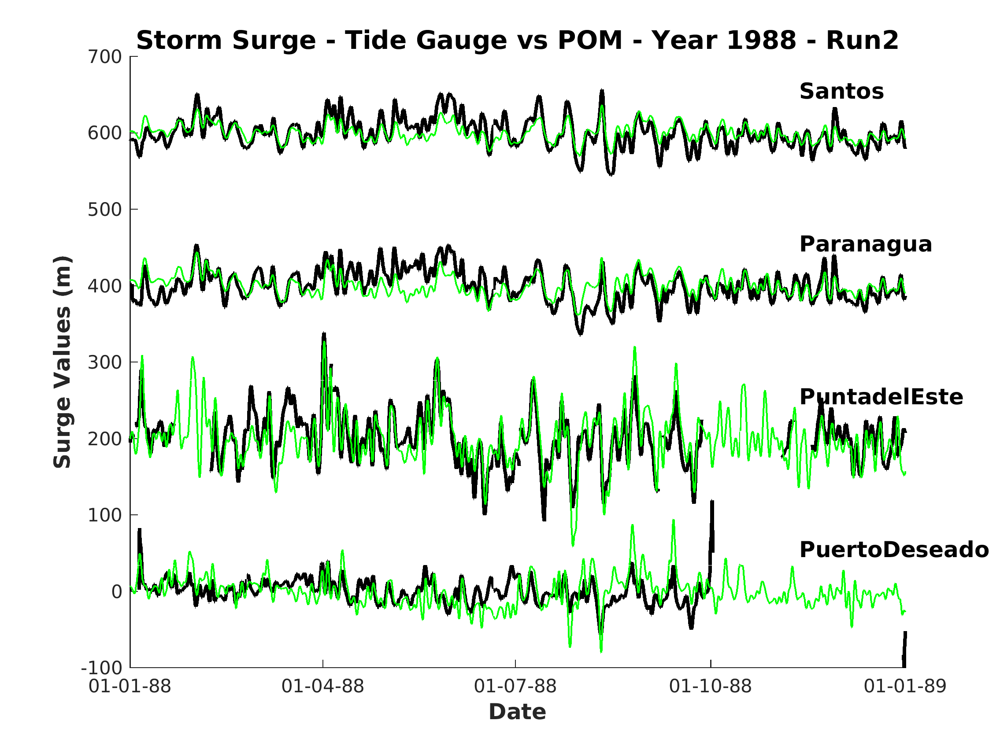 Storm Surge - Tide Gauge vs POM - Year 1988 - Run2
700
600
500
400
300
200
100
0
-100
Surge Values (m)
Santos
Paranagua
PuntadelEste
PuertoDeseado
01-01-88
01-04-88
01-07-88
01-10-88
01-01-89
Date